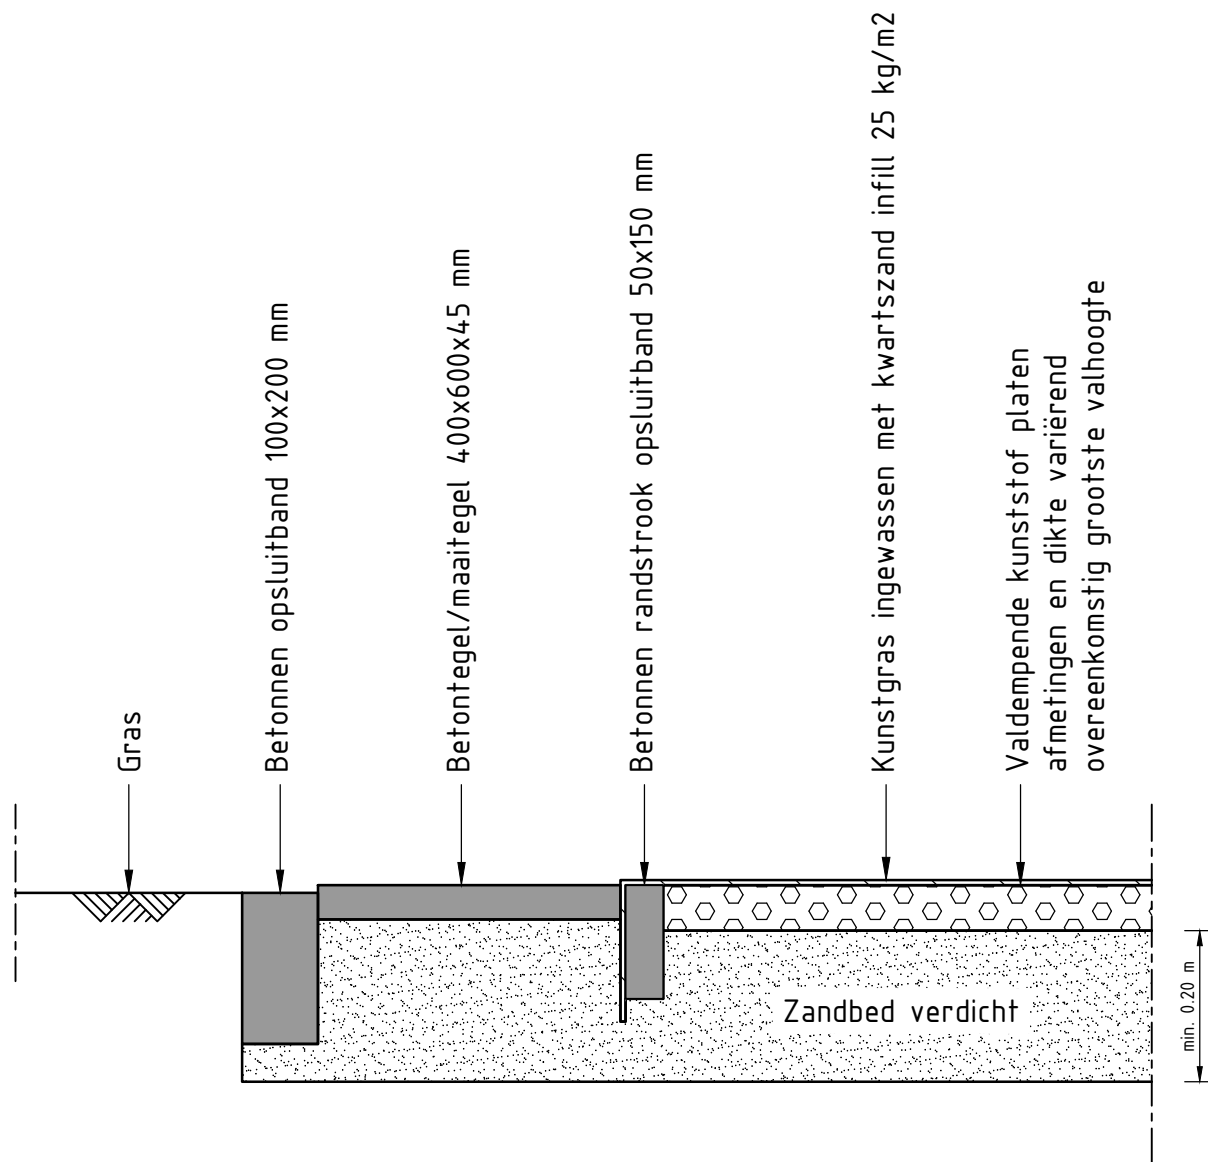 Gras
Betonnen opsluitband 100x200 mm
Betontegel/maaitegel 400x600x45 mm
Betonnen randstrook opsluitband 50x150 mm
Kunstgras ingewassen met kwartszand infill 25 kg/m2
Valdempende kunststof platen
afmetingen en dikte variërend
overeenkomstig grootste valhoogte
Zandbed verdicht
min. 0.20 m